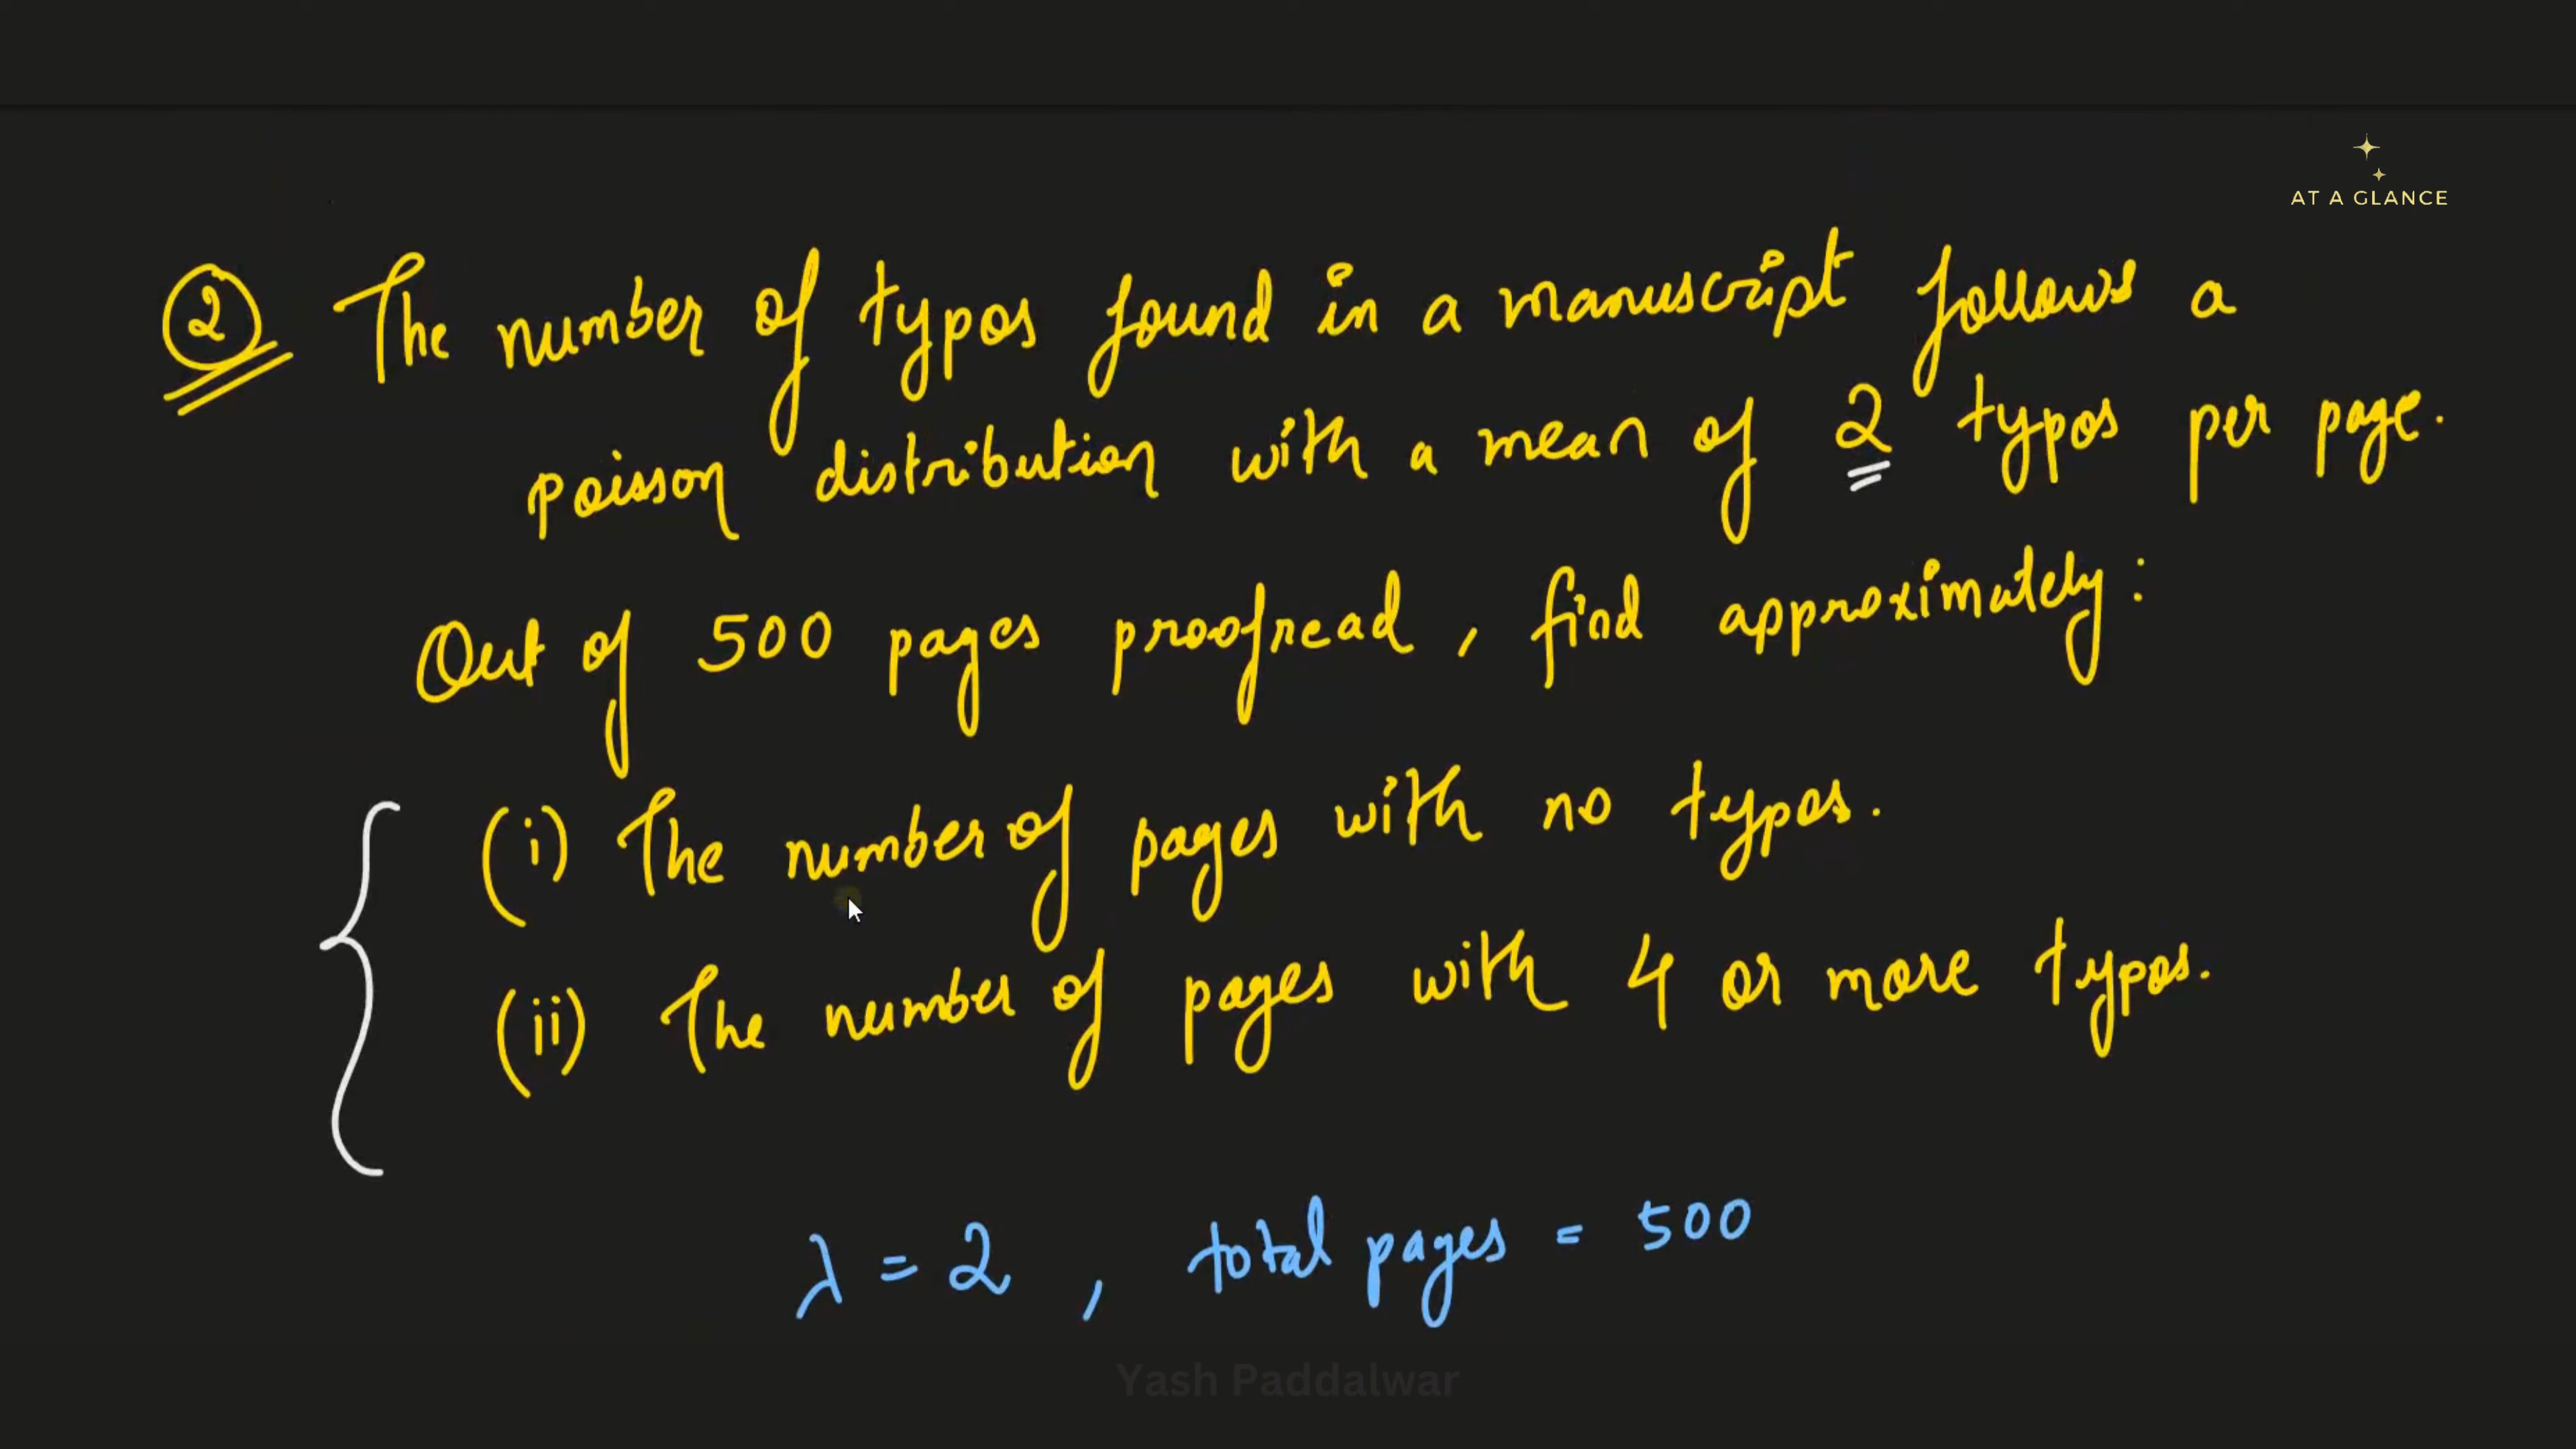 AT A GLANCE
2 The number of typos found in a manuscript follows a
poisson distribution with a mean of 2 typos per page.
Out of 500 pages proofread, find approximately:
(i) The number of pages with no typos.
(ii) The number of pages with 4 or more typos.
λ = 2, total pages = 500
Yash Paddalwar